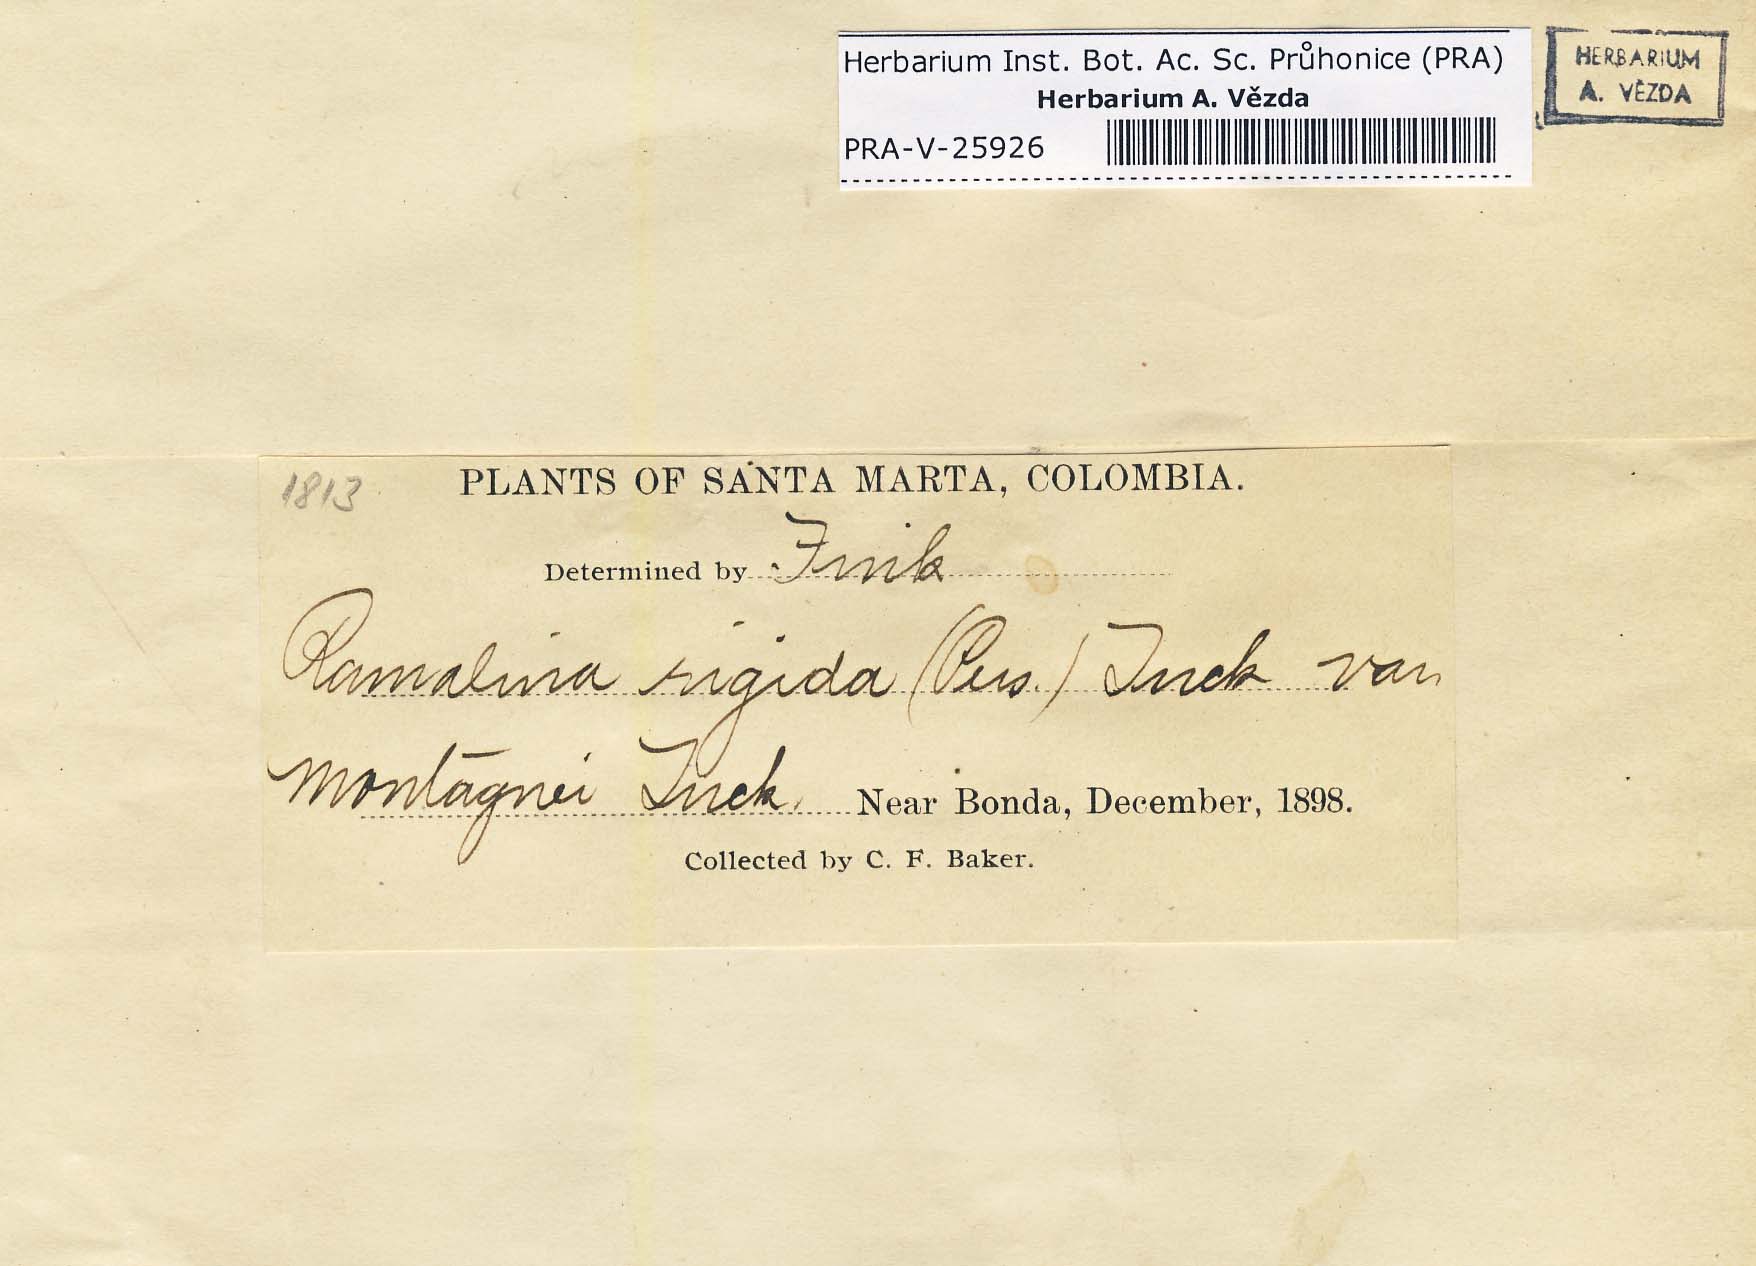 Herbarium Inst. Bot. Ac. Sc. Průhonice (PRA)
Herbarium A. Vězda
PRA-V-25926
HERBARIUM
A. VĚZDA
1813
PLANTS OF SANTA MARTA, COLOMBIA.
Determined by Fink
Ramalina rigida (Pers.) Tuck var.
Montagnei Tuck. Near Bonda, December, 1898.
Collected by C. F. Baker.